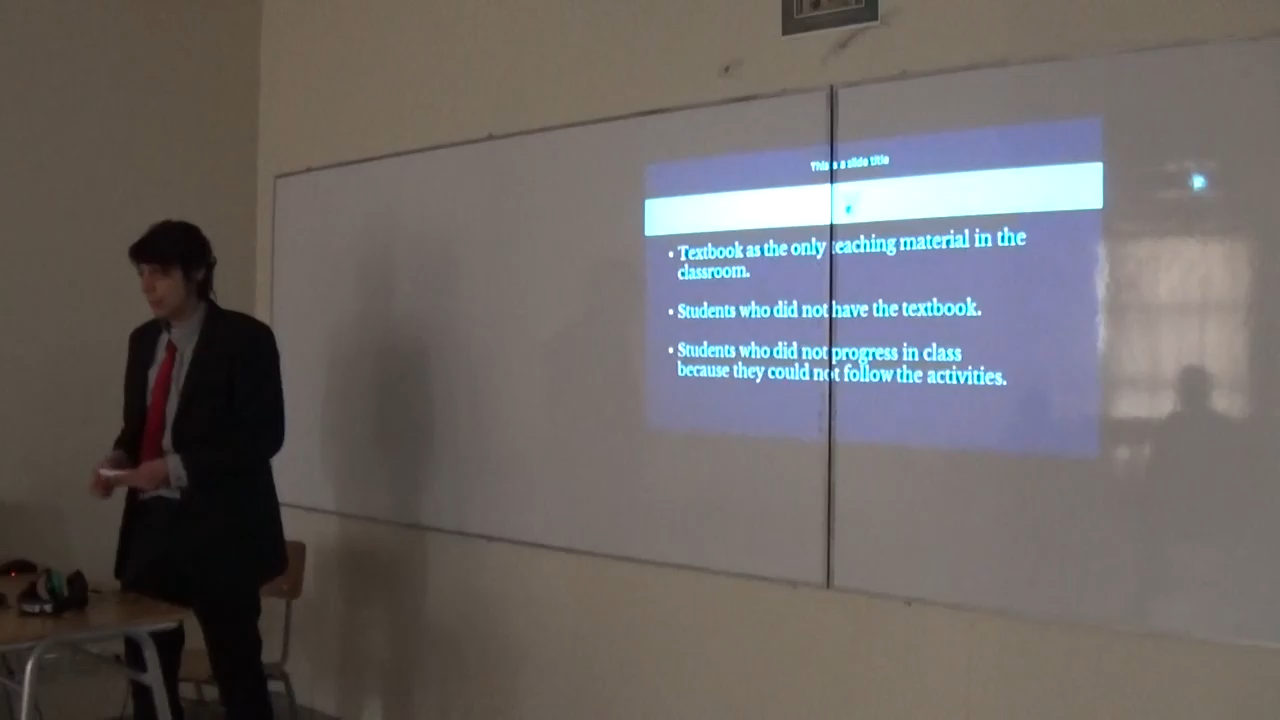 This is a slide title
• Textbook as the only teaching material in the
classroom.
• Students who did not have the textbook.
• Students who did not progress in class
because they could not follow the activities.